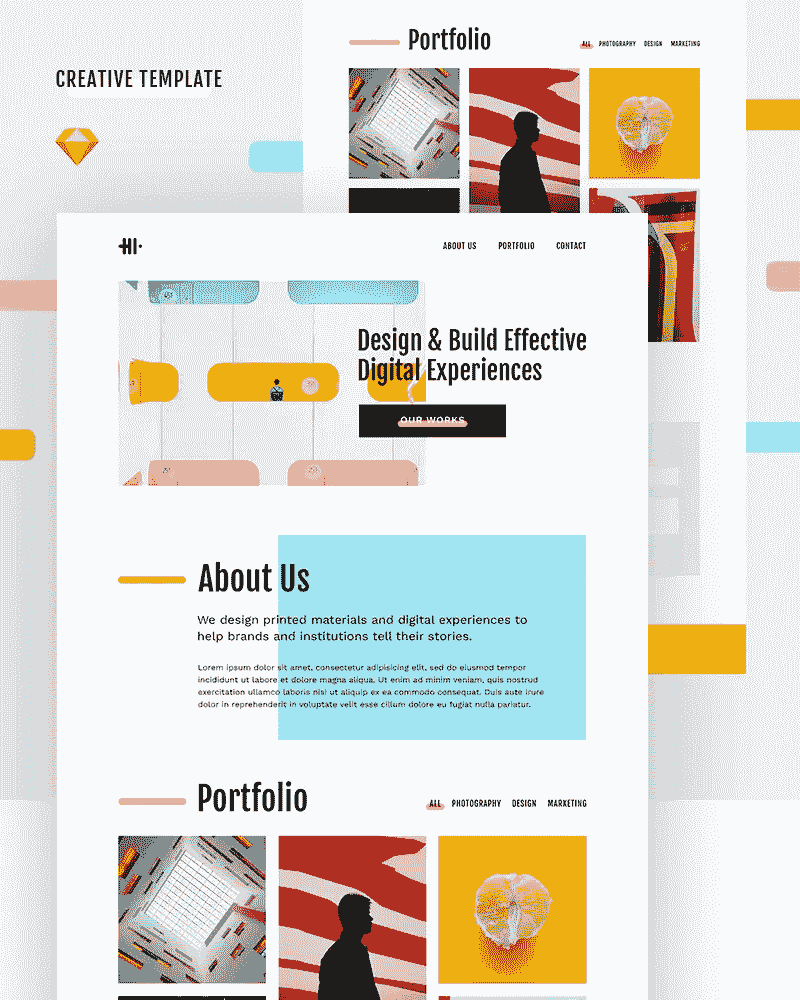 Portfolio
ALL PHOTOGRAPHY DESIGN MARKETING
CREATIVE TEMPLATE
HI
ABOUT US PORTFOLIO CONTACT
Design & Build Effective
Digital Experiences
OUR WORKS
About Us
We design printed materials and digital experiences to
help brands and institutions tell their stories.
Lorem ipsum dolor sit amet, consectetur adipisicing elit, sed do eiusmod tempor
incididunt ut labore et dolore magna aliqua. Ut enim ad minim veniam, quis nostrud
exercitation ullamco laboris nisi ut aliquip ex ea commodo consequat. Duis aute irure
dolor in reprehenderit in voluptate velit esse cillum dolore eu fugiat nulla pariatur.
Portfolio
ALL PHOTOGRAPHY DESIGN MARKETING